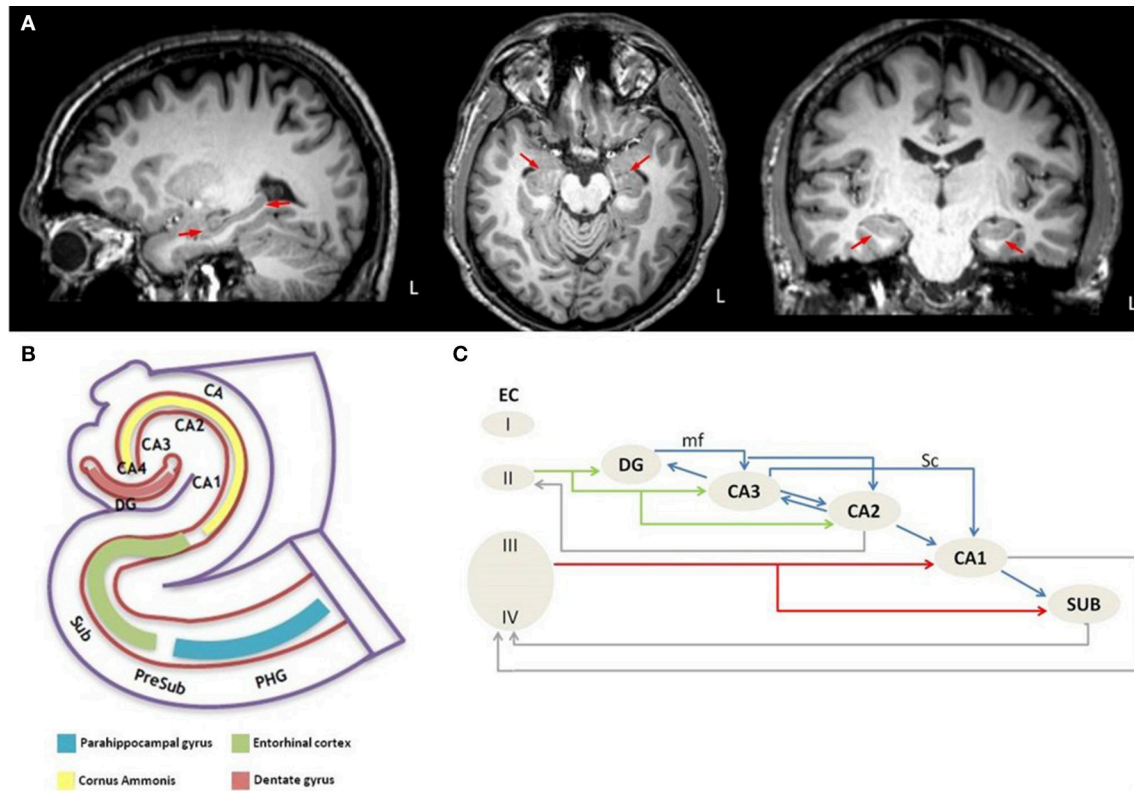 A
L
L
L
B
CA
CA2
CA3
CA4
CA1
DG
Sub
PreSub
PHG
Parahippocampal gyrus
Entorhinal cortex
Cornus Ammonis
Dentate gyrus
C
EC
I
II
III
IV
mf
Sc
DG
CA3
CA2
CA1
SUB